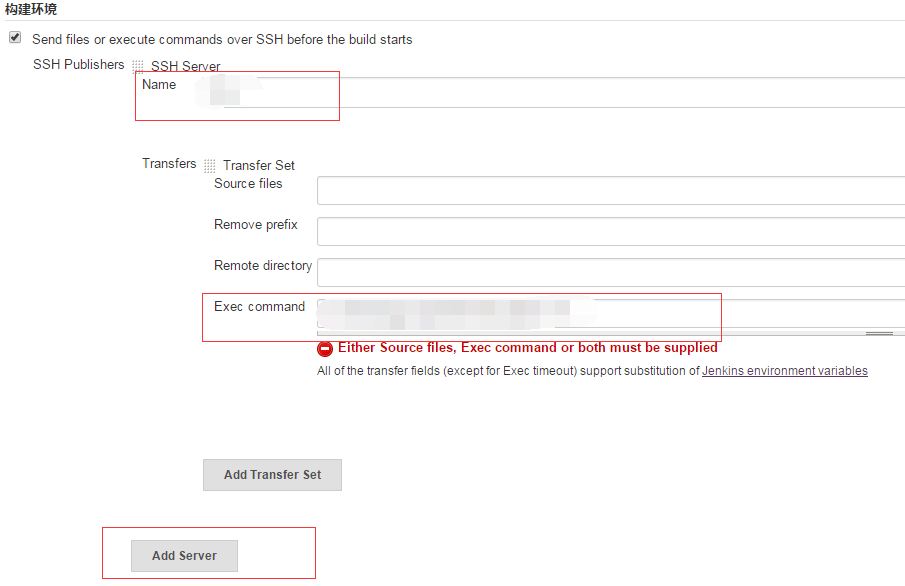 构建环境
Send files or execute commands over SSH before the build starts
SSH Publishers
SSH Server
Name
Transfers
Transfer Set
Source files
Remove prefix
Remote directory
Exec command
Either Source files, Exec command or both must be supplied
All of the transfer fields (except for Exec timeout) support substitution of Jenkins environment variables
Add Transfer Set
Add Server